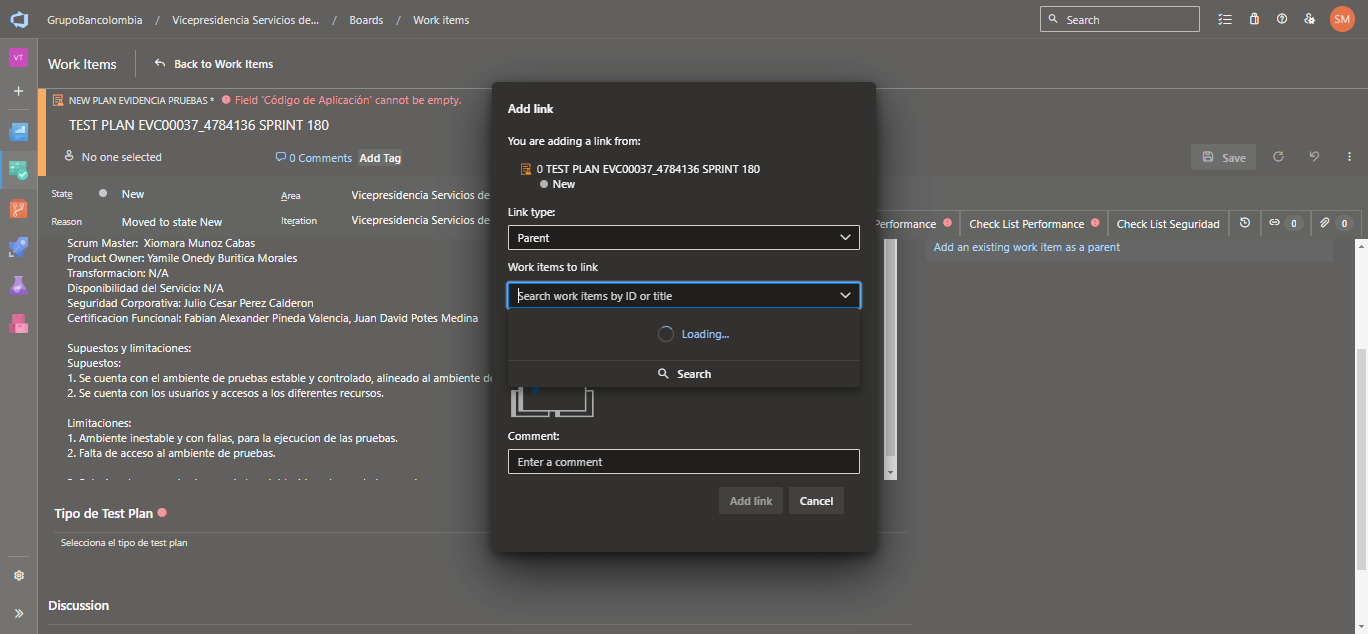 GrupoBancolombia / Vicepresidencia Servicios de... / Boards / Work items
Search
SM
VT
Work Items
Back to Work Items
NEW PLAN EVIDENCIA PRUEBAS * Field 'Código de Aplicación' cannot be empty.
TEST PLAN EVC00037_4784136 SPRINT 180
No one selected
0 Comments
Add Tag
Save
State
New
Area
Vicepresidencia Servicios de
Reason
Moved to state New
Iteration
Vicepresidencia Servicios de
Performance
Check List Performance
Check List Seguridad
0
0
Scrum Master: Xiomara Munoz Cabas
Product Owner: Yamile Onedy Buritica Morales
Transformacion: N/A
Disponibilidad del Servicio: N/A
Seguridad Corporativa: Julio Cesar Perez Calderon
Certificacion Funcional: Fabian Alexander Pineda Valencia, Juan David Potes Medina
Supuestos y limitaciones:
Supuestos:
1. Se cuenta con el ambiente de pruebas estable y controlado, alineado al ambiente de
2. Se cuenta con los usuarios y accesos a los diferentes recursos.
Limitaciones:
1. Ambiente inestable y con fallas, para la ejecucion de las pruebas.
2. Falta de acceso al ambiente de pruebas.
Tipo de Test Plan
Selecciona el tipo de test plan
Discussion
Add an existing work item as a parent
Add link
You are adding a link from:
0 TEST PLAN EVC00037_4784136 SPRINT 180
New
Link type:
Parent
Work items to link
Search work items by ID or title
Loading...
Search
Comment:
Enter a comment
Add link
Cancel